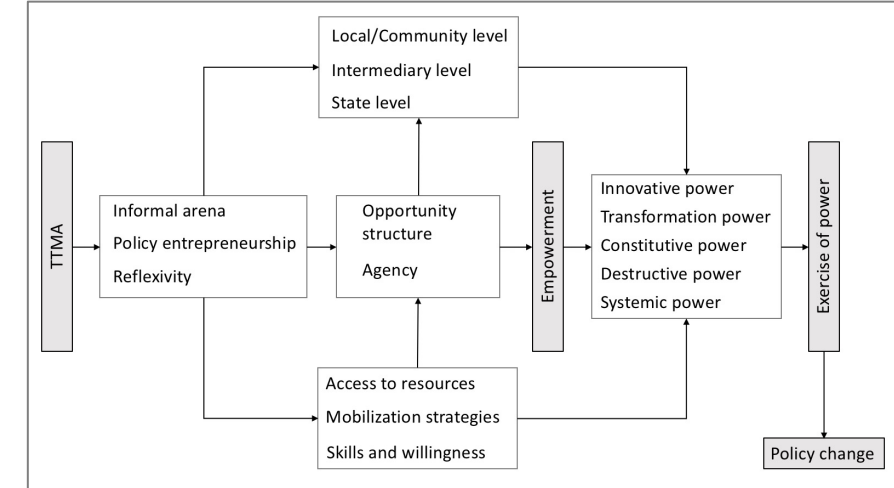 Local/Community level
Intermediary level
State level
TTMA
Informal arena
Policy entrepreneurship
Reflexivity
Opportunity
structure
Agency
Empowerment
Innovative power
Transformation power
Constitutive power
Destructive power
Systemic power
Exercise of power
Access to resources
Mobilization strategies
Skills and willingness
Policy change